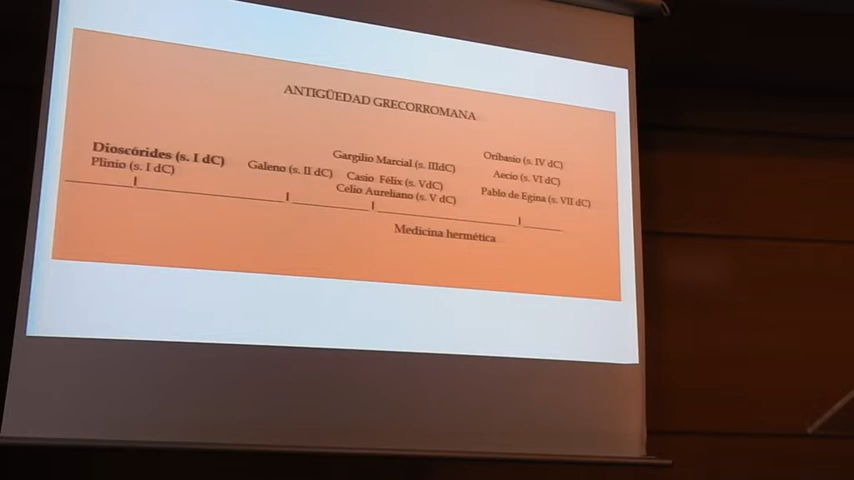 ANTIGÜEDAD GRECORROMANA
Dioscórides (s. I dC)
Plinio (s. I dC)
Galeno (s. II dC)
Gargilio Marcial (s. IIIdC)
Casio Félix (s. VdC)
Celio Aureliano (s. V dC)
Oribasio (s. IV dC)
Aecio (s. VI dC)
Pablo de Egina (s. VII dC)
Medicina hermética